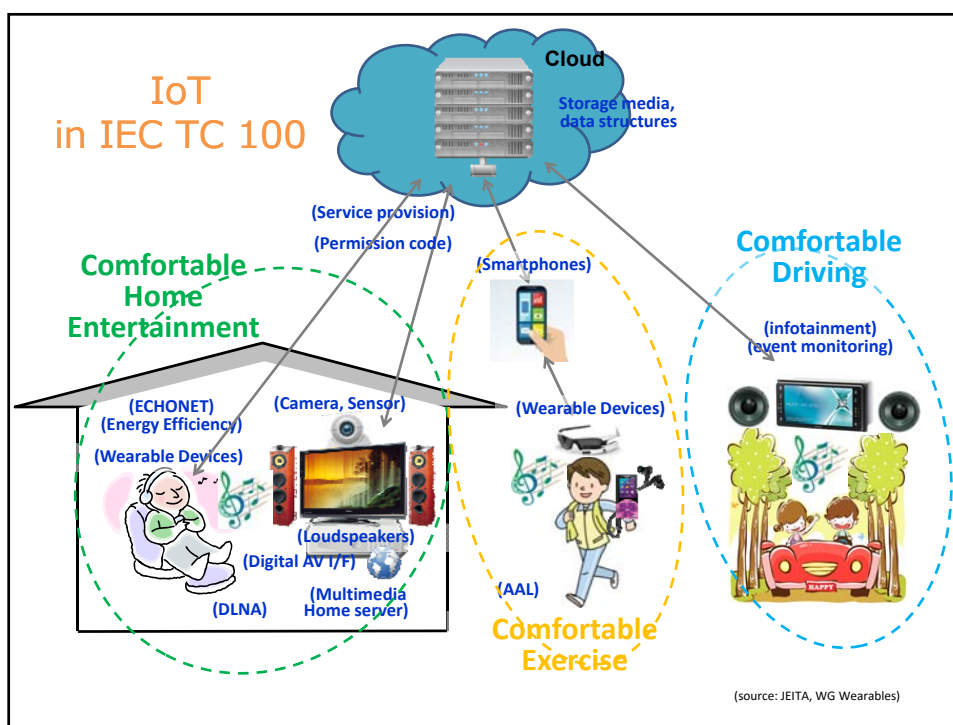 IoT
in IEC TC 100
Cloud
Storage media,
data structures
(Service provision)
(Permission code)
(Smartphones)
Comfortable
Home
Entertainment
Comfortable
Driving
(infotainment)
(event monitoring)
(ECHONET)
(Energy Efficiency)
(Wearable Devices)
(Camera, Sensor)
(Wearable Devices)
(Loudspeakers)
(Digital AV I/F)
(Multimedia
Home server)
(DLNA)
(AAL)
HAPPY
Comfortable
Exercise
(source: JEITA, WG Wearables)